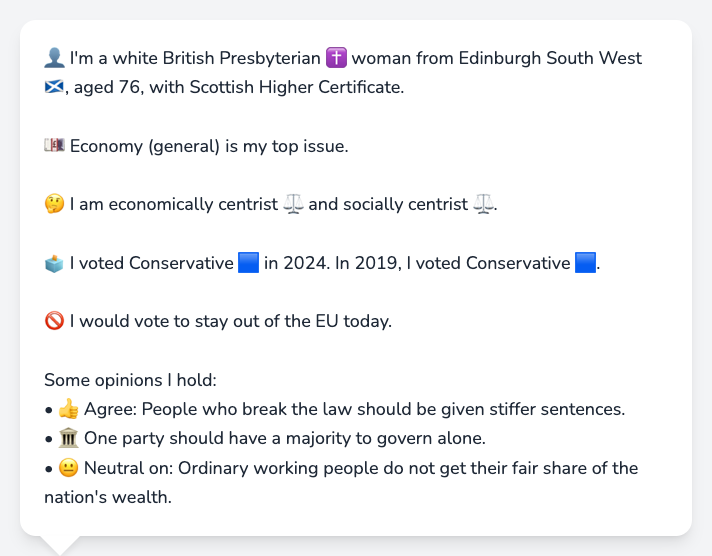 👤 I'm a white British Presbyterian ✝️ woman from Edinburgh South West
🏴󠁧󠁢󠁳󠁣󠁴󠁿, aged 76, with Scottish Higher Certificate.
💷 Economy (general) is my top issue.
🤔 I am economically centrist ⚖️ and socially centrist ⚖️.
🗳️ I voted Conservative 🟦 in 2024. In 2019, I voted Conservative 🟦.
🚫 I would vote to stay out of the EU today.
Some opinions I hold:
• 👍 Agree: People who break the law should be given stiffer sentences.
• 🏛️ One party should have a majority to govern alone.
• 😐 Neutral on: Ordinary working people do not get their fair share of the
nation's wealth.